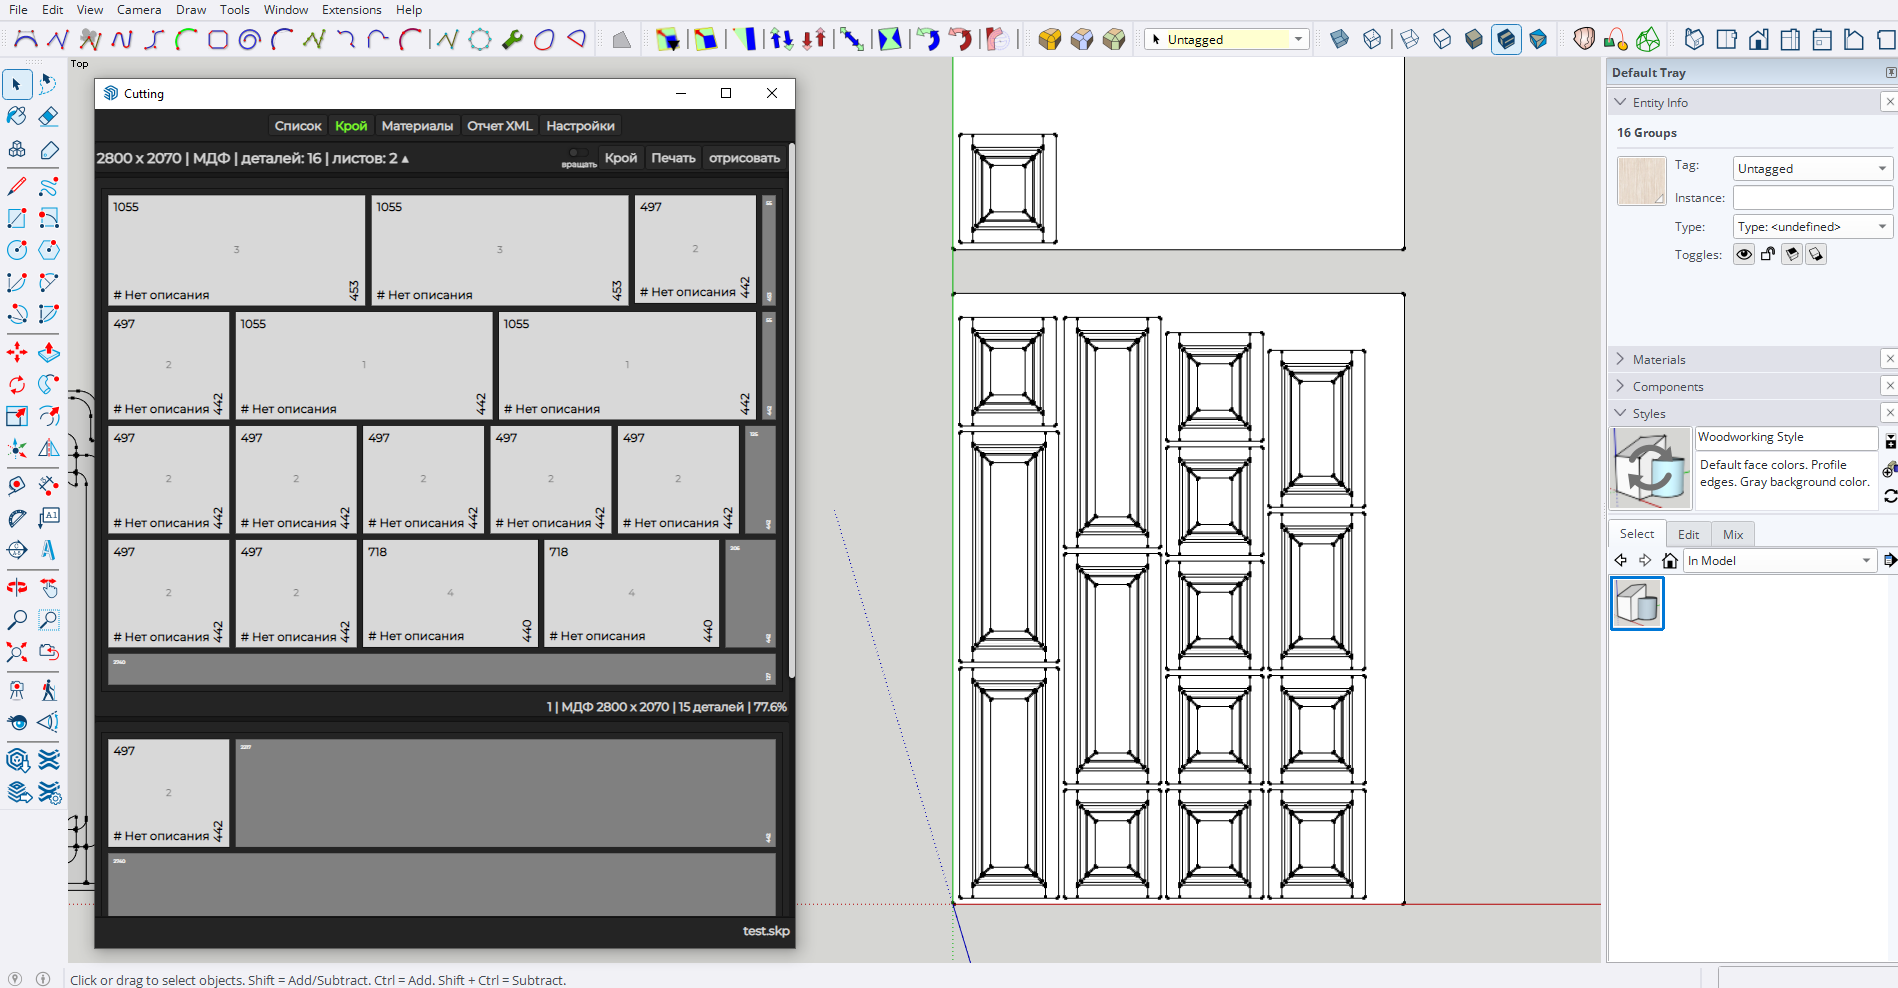 File Edit View Camera Draw Tools Window Extensions Help
Untagged
Top
Cutting
Список Крой Материалы Отчет XML Настройки
2800 x 2070 | МДФ | деталей: 16 | листов: 2 ▲
вращать Крой Печать отрисовать
1055 1055 497
3 3 2
453 453 442
# Нет описания # Нет описания # Нет описания
497 1055 1055
2 1 1
442 442 442
# Нет описания # Нет описания # Нет описания
497 497 497 497 497
2 2 2 2 2
442 442 442 442 442
# Нет описания # Нет описания # Нет описания # Нет описания # Нет описания
497 497 718 718
2 2 4 4
442 442 440 440
# Нет описания # Нет описания # Нет описания # Нет описания
1 | МДФ 2800 x 2070 | 15 деталей | 77.6%
497
2
442
# Нет описания
test.skp
Default Tray
Entity Info
16 Groups
Tag: Untagged
Instance:
Type: Type: <undefined>
Toggles:
Materials
Components
Styles
Woodworking Style
Default face colors. Profile
edges. Gray background color.
Select Edit Mix
In Model
Click or drag to select objects. Shift = Add/Subtract. Ctrl = Add. Shift + Ctrl = Subtract.